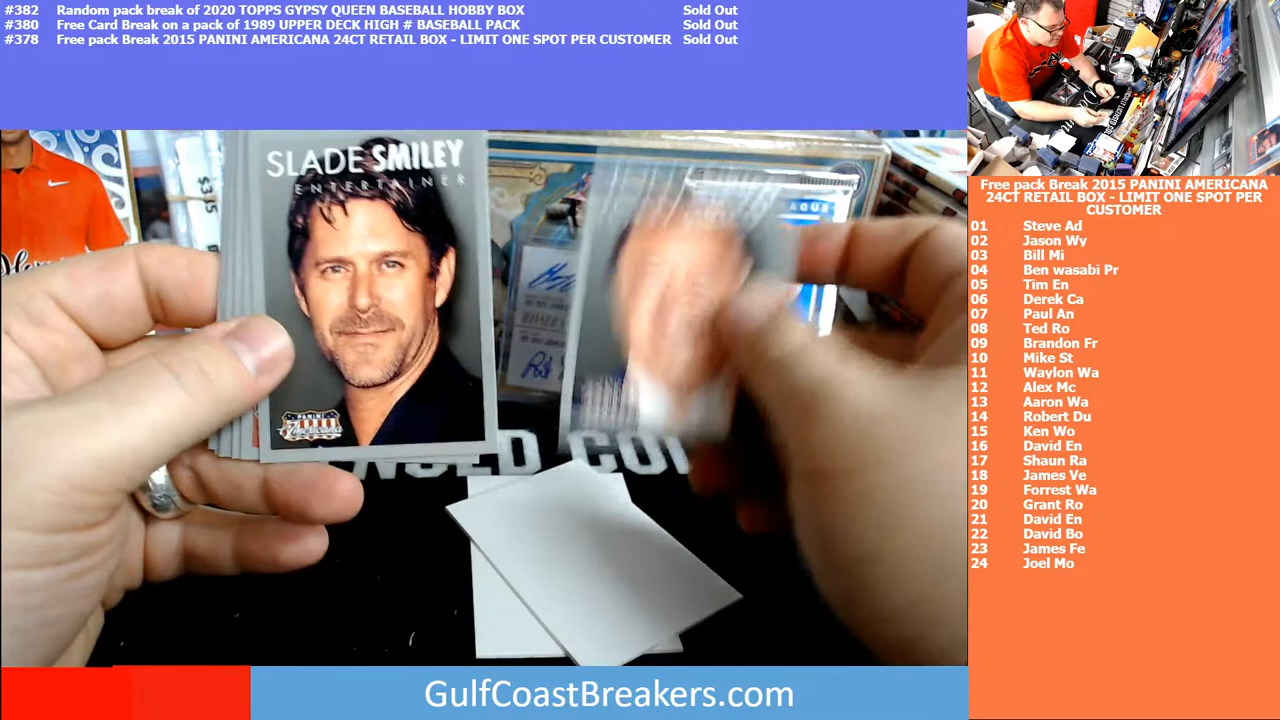 #382 Random pack break of 2020 TOPPS GYPSY QUEEN BASEBALL HOBBY BOX Sold Out
#380 Free Card Break on a pack of 1989 UPPER DECK HIGH # BASEBALL PACK Sold Out
#378 Free pack Break 2015 PANINI AMERICANA 24CT RETAIL BOX - LIMIT ONE SPOT PER CUSTOMER Sold Out
SLADE SMILEY
ENTERTAINER
PANINI
Americana
Free pack Break 2015 PANINI AMERICANA
24CT RETAIL BOX - LIMIT ONE SPOT PER
CUSTOMER
01 Steve Ad
02 Jason Wy
03 Bill Mi
04 Ben wasabi Pr
05 Tim En
06 Derek Ca
07 Paul An
08 Ted Ro
09 Brandon Fr
10 Mike St
11 Waylon Wa
12 Alex Mc
13 Aaron Wa
14 Robert Du
15 Ken Wo
16 David En
17 Shaun Ra
18 James Ve
19 Forrest Wa
20 Grant Ro
21 David En
22 David Bo
23 James Fe
24 Joel Mo
GulfCoastBreakers.com